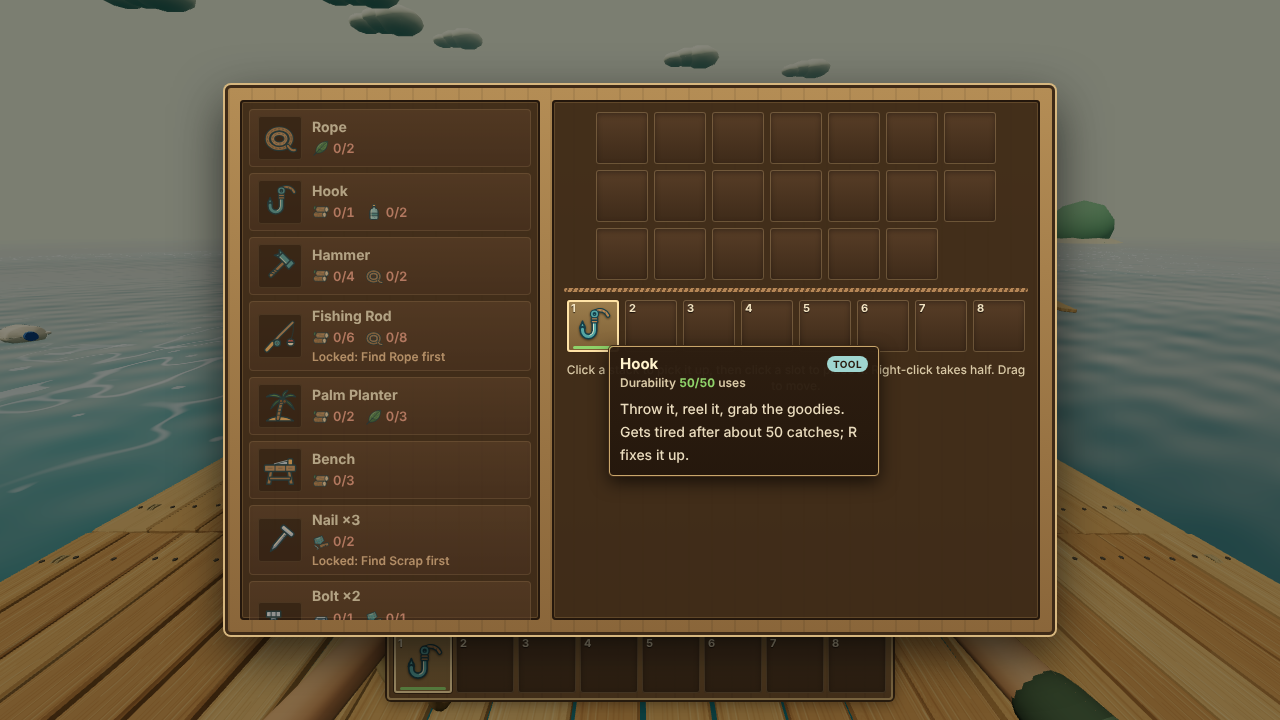 Rope
0/2
Hook
0/1 0/2
Hammer
0/4 0/2
Fishing Rod
0/6 0/8
Locked: Find Rope first
Palm Planter
0/2 0/3
Bench
0/3
Nail ×3
0/2
Locked: Find Scrap first
Bolt ×2
0/1 0/1
1 2 3 4 5 6 7 8
Click a
ight-click takes half. Drag
Hook TOOL
Durability 50/50 uses
Throw it, reel it, grab the goodies.
Gets tired after about 50 catches; R
fixes it up.
1 2 3 4 5 6 7 8